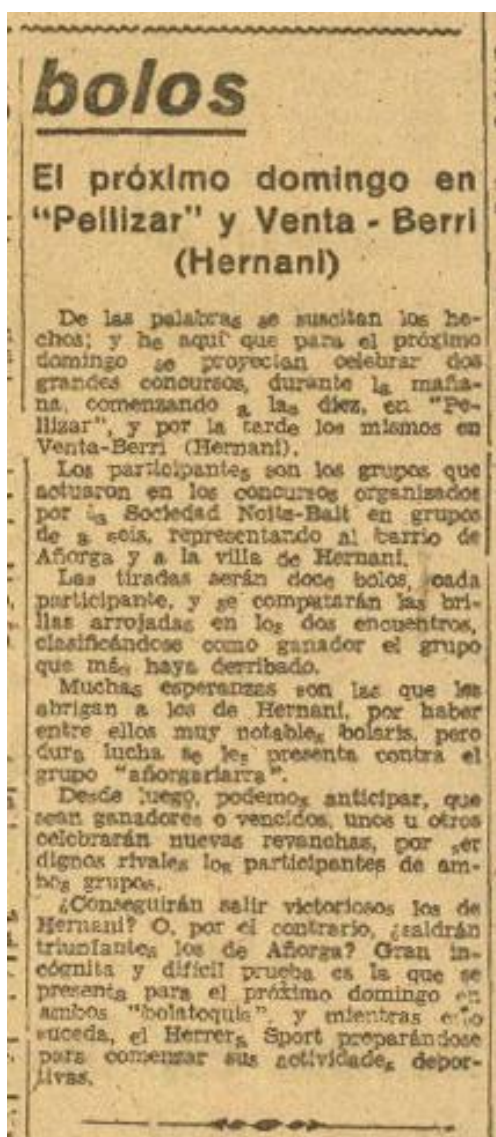 bolos
El próximo domingo en
"Pellizar" y Venta - Berri
(Hernani)
De las palabras se suscitan los he-
chos; y he aquí que para el próximo
domingo se proyectan celebrar dos
grandes concursos, durante la maña-
na, comenzando a las diez, en "Pe-
llizar", y por la tarde los mismos en
Venta-Berri (Hernani).
Los participantes son los grupos que
actuaron en los concursos organizados
por la Sociedad Noizs-Bait en grupos
de a seis, representando al barrio de
Añorga y a la villa de Hernani.
Las tiradas serán doce bolos, cada
participante, y se computarán las bri-
llas arrojadas en los dos encuentros,
clasificándose como ganador el grupo
que más haya derribado.
Muchas esperanzas son las que les
abrigan a los de Hernani, por haber
entre ellos muy notables bolaris, pero
dura lucha se les presenta contra el
grupo "añorgariarra".
Desde luego, podemos anticipar, que
sean ganadores o vencidos, unos u otros
celebrarán nuevas revanchas, por ser
dignos rivales los participantes de am-
bos grupos.
¿Conseguirán salir victoriosos los de
Hernani? O, por el contrario, ¿saldrán
triunfantes los de Añorga? Gran in-
cógnita y difícil prueba es la que se
presenta para el próximo domingo en
ambos "bolatoquis", y mientras esto
suceda, el Herrera Sport preparándose
para comenzar sus actividades depor-
tivas.